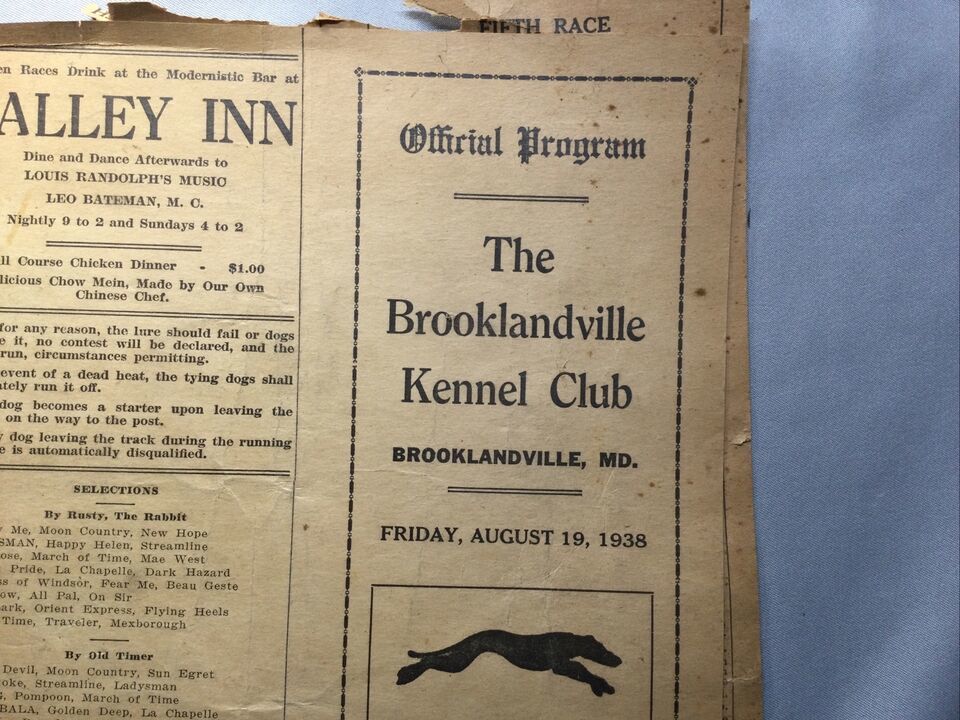 FIFTH RACE
en Races Drink at the Modernistic Bar at
ALLEY INN
Dine and Dance Afterwards to
LOUIS RANDOLPH'S MUSIC
LEO BATEMAN, M. C.
Nightly 9 to 2 and Sundays 4 to 2
ll Course Chicken Dinner - $1.00
licious Chow Mein, Made by Our Own
Chinese Chef.
for any reason, the lure should fail or dogs
e it, no contest will be declared, and the
run, circumstances permitting.
event of a dead heat, the tying dogs shall
ately run it off.
dog becomes a starter upon leaving the
on the way to the post.
y dog leaving the track during the running
e is automatically disqualified.
SELECTIONS
By Rusty, The Rabbit
y Me, Moon Country, New Hope
SMAN, Happy Helen, Streamline
ose, March of Time, Mae West
Pride, La Chapelle, Dark Hazard
ss of Windsor, Fear Me, Beau Geste
ow, All Pal, On Sir
ark, Orient Express, Flying Heels
Time, Traveler, Mexborough
By Old Timer
Devil, Moon Country, Sun Egret
oke, Streamline, Ladysman
Pompoon, March of Time
BALA, Golden Deep, La Chapelle
Official Program
The
Brooklandville
Kennel Club
BROOKLANDVILLE, MD.
FRIDAY, AUGUST 19, 1938